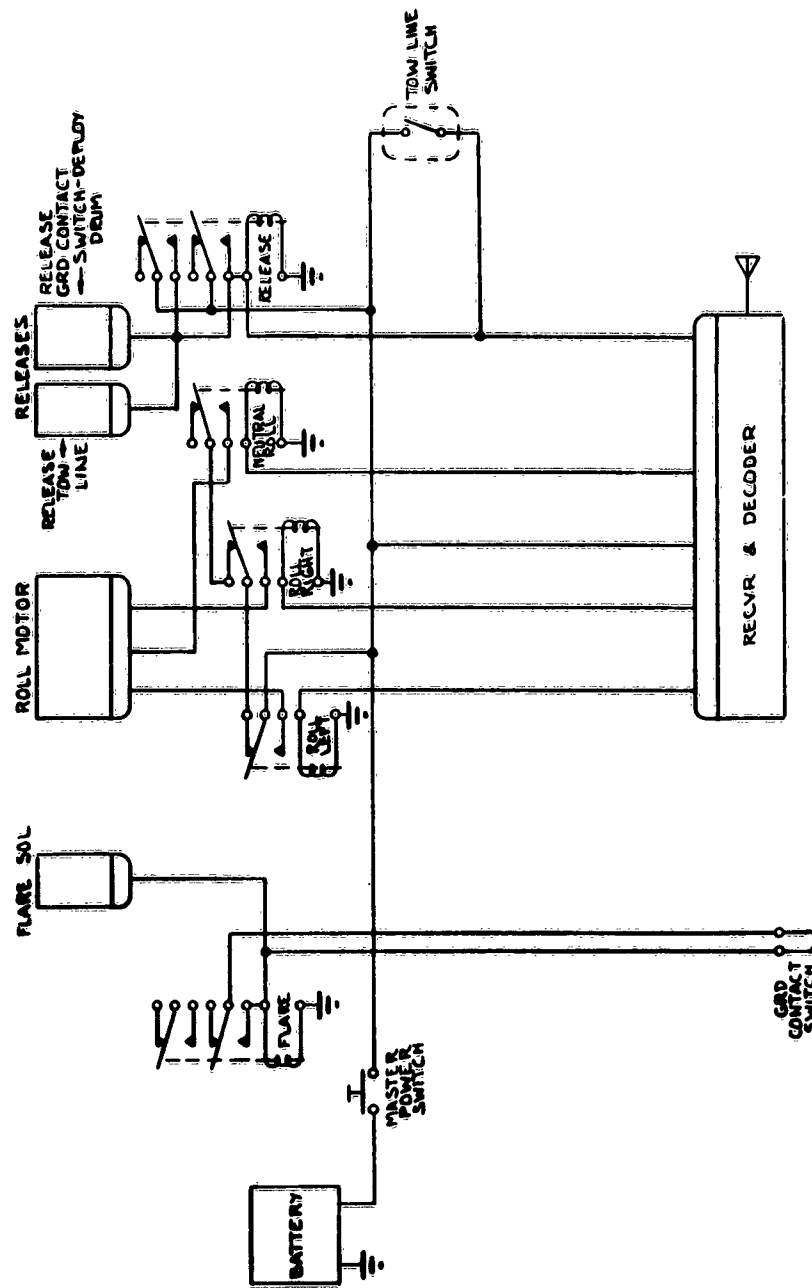 FLARE SOL
ROLL MOTOR
RELEASES
RELEASE
TOW
LINE
RELEASE
GRD CONTACT
SWITCH-DEPLOY
DRUM
FLARE
ROLL
LEFT
ROLL
RIGHT
NEUTRAL
ROLL
RELEASE
TOW LINE
SWITCH
BATTERY
MASTER
POWER
SWITCH
GRD
CONTACT
SWITCH
RECVR & DECODER